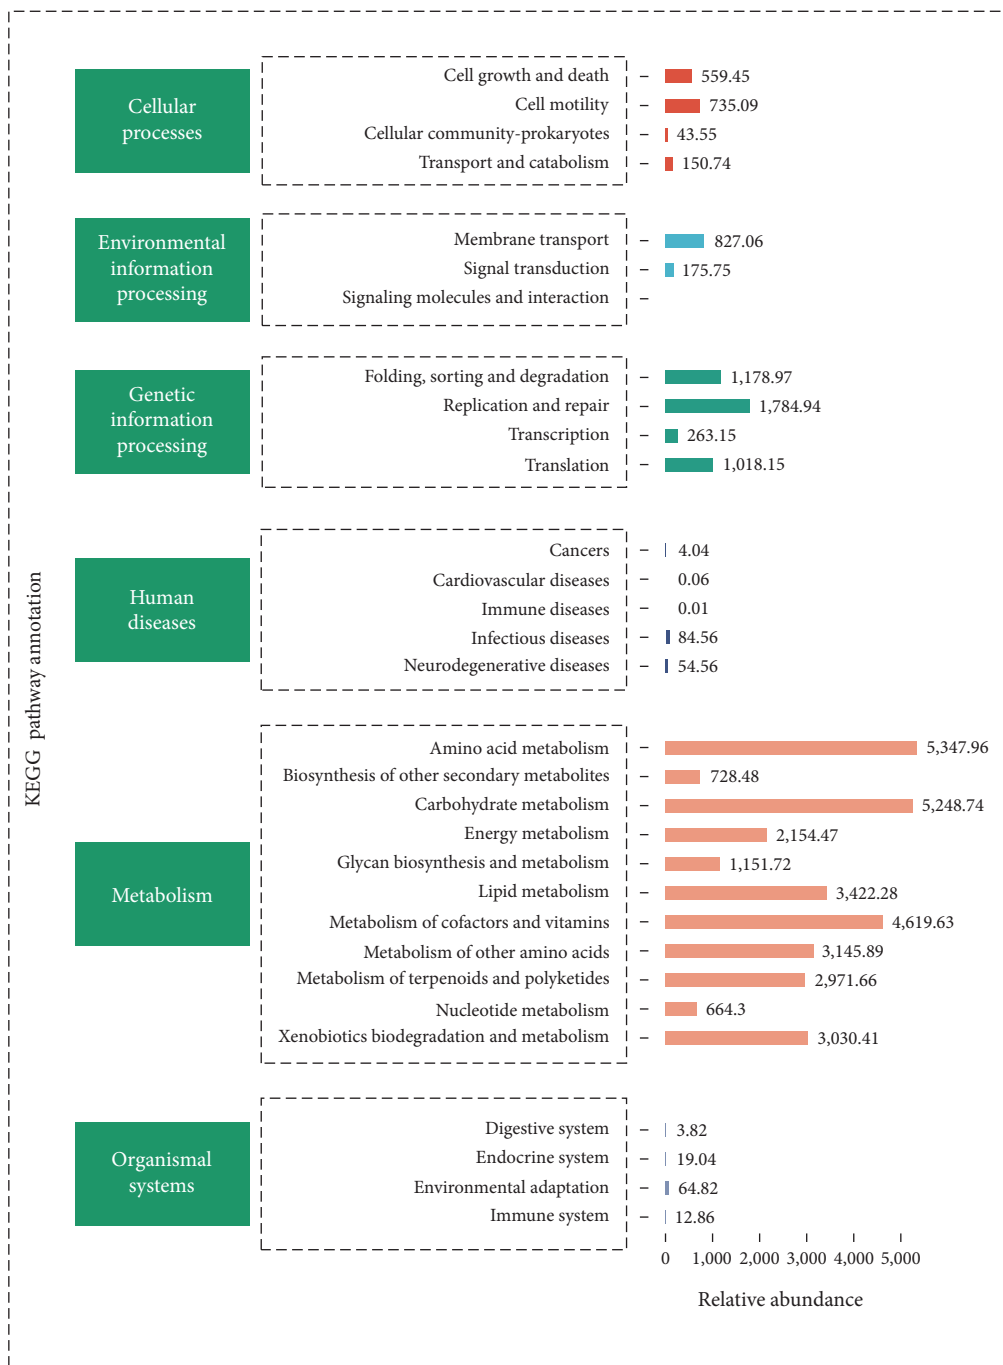 KEGG pathway annotation
Cellular
processes
Cell growth and death – 559.45
Cell motility – 735.09
Cellular community-prokaryotes – 43.55
Transport and catabolism – 150.74
Environmental
information
processing
Membrane transport – 827.06
Signal transduction – 175.75
Signaling molecules and interaction –
Genetic
information
processing
Folding, sorting and degradation – 1,178.97
Replication and repair – 1,784.94
Transcription – 263.15
Translation – 1,018.15
Human
diseases
Cancers – 4.04
Cardiovascular diseases – 0.06
Immune diseases – 0.01
Infectious diseases – 84.56
Neurodegenerative diseases – 54.56
Metabolism
Amino acid metabolism – 5,347.96
Biosynthesis of other secondary metabolites – 728.48
Carbohydrate metabolism – 5,248.74
Energy metabolism – 2,154.47
Glycan biosynthesis and metabolism – 1,151.72
Lipid metabolism – 3,422.28
Metabolism of cofactors and vitamins – 4,619.63
Metabolism of other amino acids – 3,145.89
Metabolism of terpenoids and polyketides – 2,971.66
Nucleotide metabolism – 664.3
Xenobiotics biodegradation and metabolism – 3,030.41
Organismal
systems
Digestive system – 3.82
Endocrine system – 19.04
Environmental adaptation – 64.82
Immune system – 12.86
0 1,000 2,000 3,000 4,000 5,000
Relative abundance